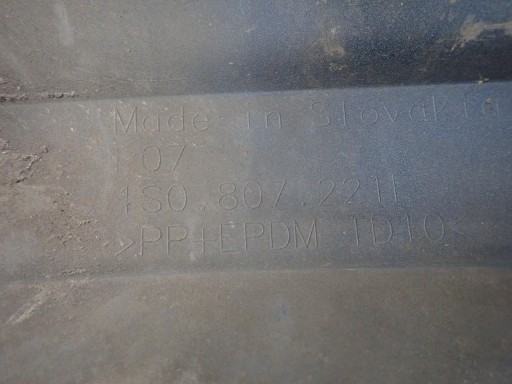 Made in Slovakia
07
1S0.807.221
>PP+EPDM TD10<